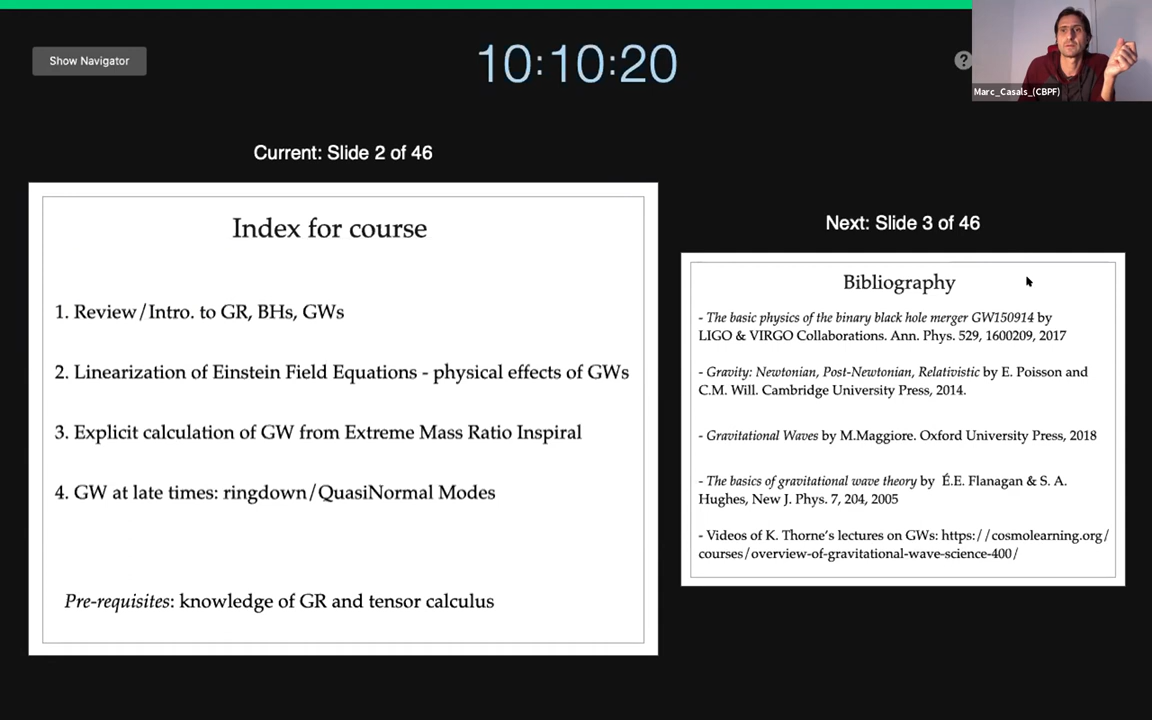 Show Navigator
10:10:20
?
Marc_Casals_(CBPF)
Current: Slide 2 of 46
Index for course
1. Review/Intro. to GR, BHs, GWs
2. Linearization of Einstein Field Equations - physical effects of GWs
3. Explicit calculation of GW from Extreme Mass Ratio Inspiral
4. GW at late times: ringdown/QuasiNormal Modes
Pre-requisites: knowledge of GR and tensor calculus
Next: Slide 3 of 46
Bibliography
- The basic physics of the binary black hole merger GW150914 by
LIGO & VIRGO Collaborations. Ann. Phys. 529, 1600209, 2017
- Gravity: Newtonian, Post-Newtonian, Relativistic by E. Poisson and
C.M. Will. Cambridge University Press, 2014.
- Gravitational Waves by M.Maggiore. Oxford University Press, 2018
- The basics of gravitational wave theory by É.E. Flanagan & S. A.
Hughes, New J. Phys. 7, 204, 2005
- Videos of K. Thorne's lectures on GWs: https://cosmolearning.org/
courses/overview-of-gravitational-wave-science-400/